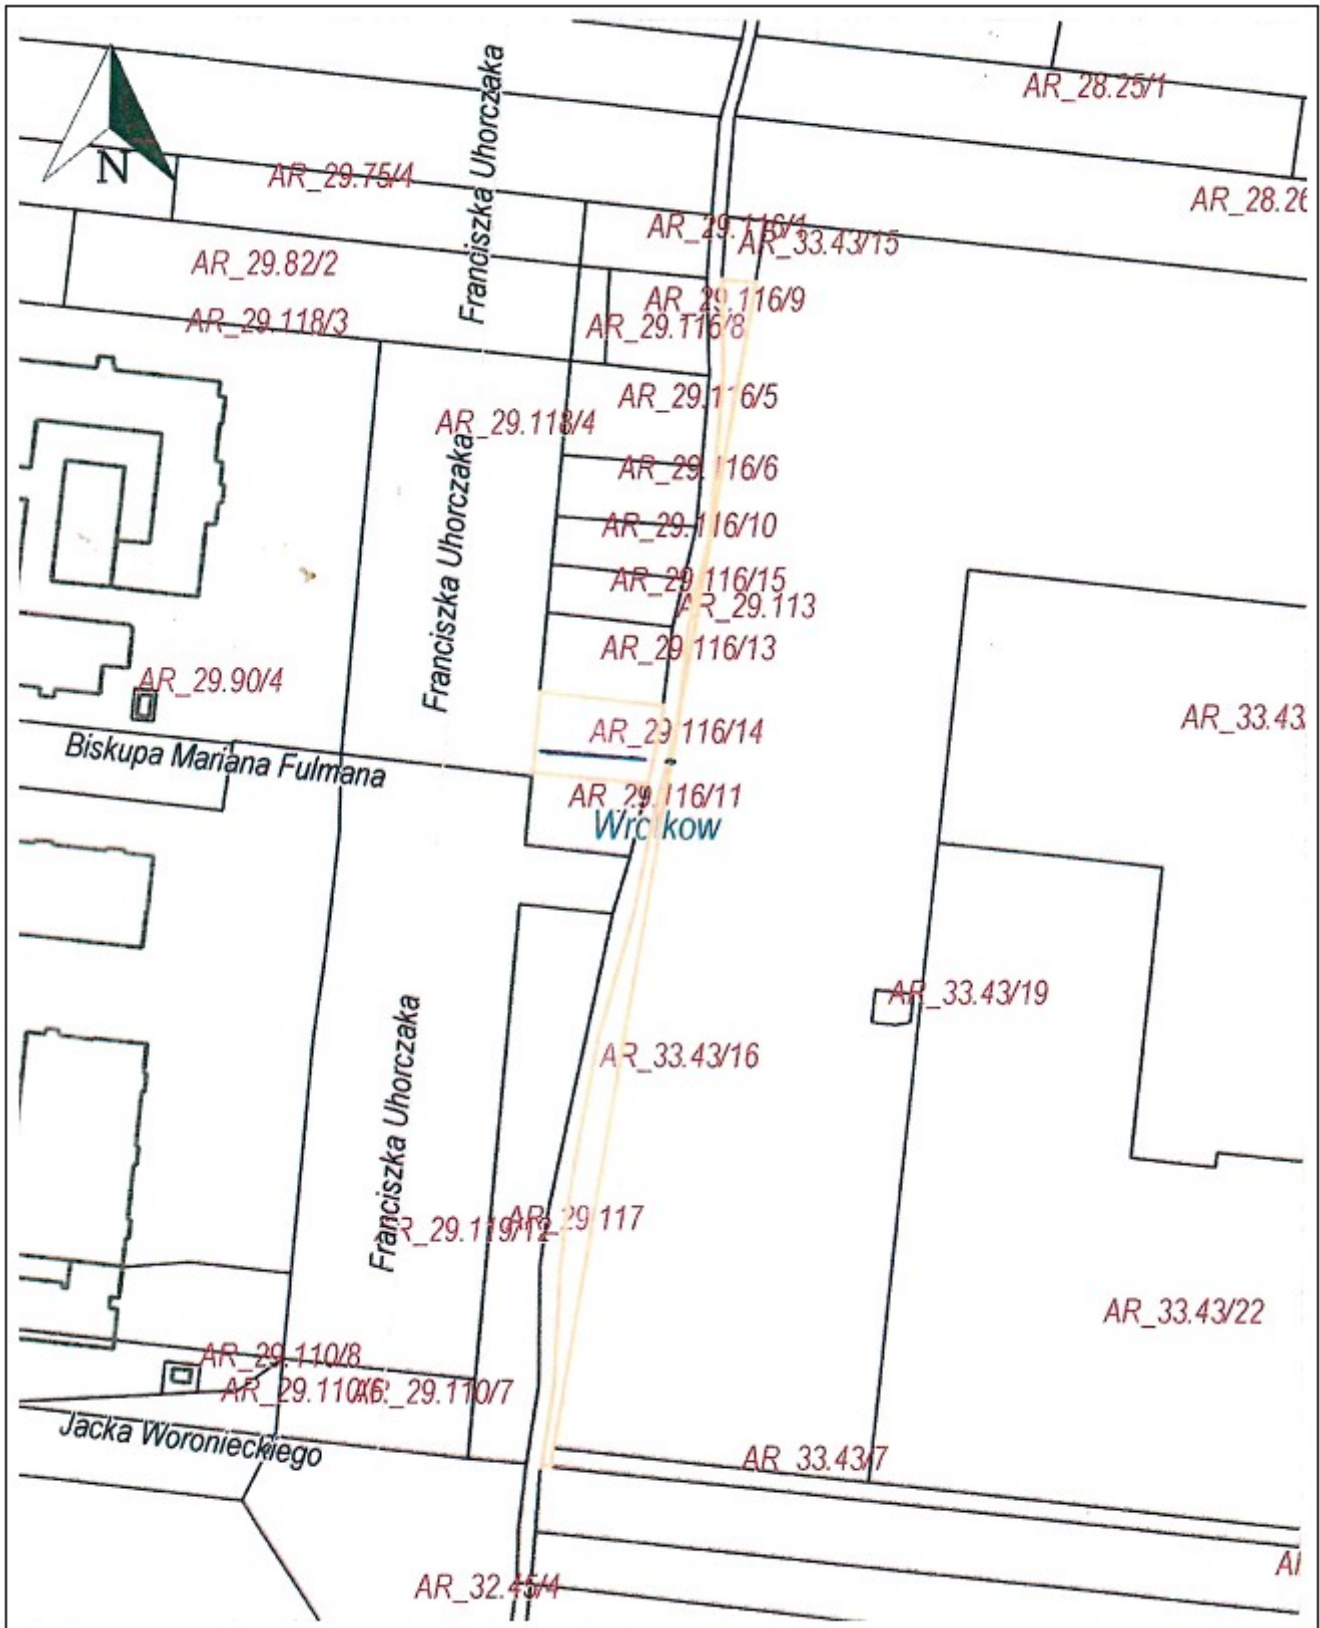 AR_28.25/1
Franciszka Uhorczaka
N
AR_29.75/4
AR_28.26
AR_29.116/1
AR_33.43/15
AR_29.82/2
AR_29.116/9
AR_29.118/3
AR_29.116/8
AR_29.116/5
AR_29.118/4
AR_29.116/6
AR_29.116/10
Franciszka Uhorczaka
AR_29.116/15
AR_29.113
AR_29.116/13
AR_29.90/4
AR_33.43
AR_29.116/14
Biskupa Mariana Fulmana
AR_29.116/11
AR_33.43/19
AR_33.43/16
Franciszka Uhorczaka
AR_29.117
R_29.119/12
AR_33.43/22
AR_29.110/8
AR_29.110/6
AR_29.110/7
Jacka Woronieckiego
AR_33.43/7
AR_32.45/4